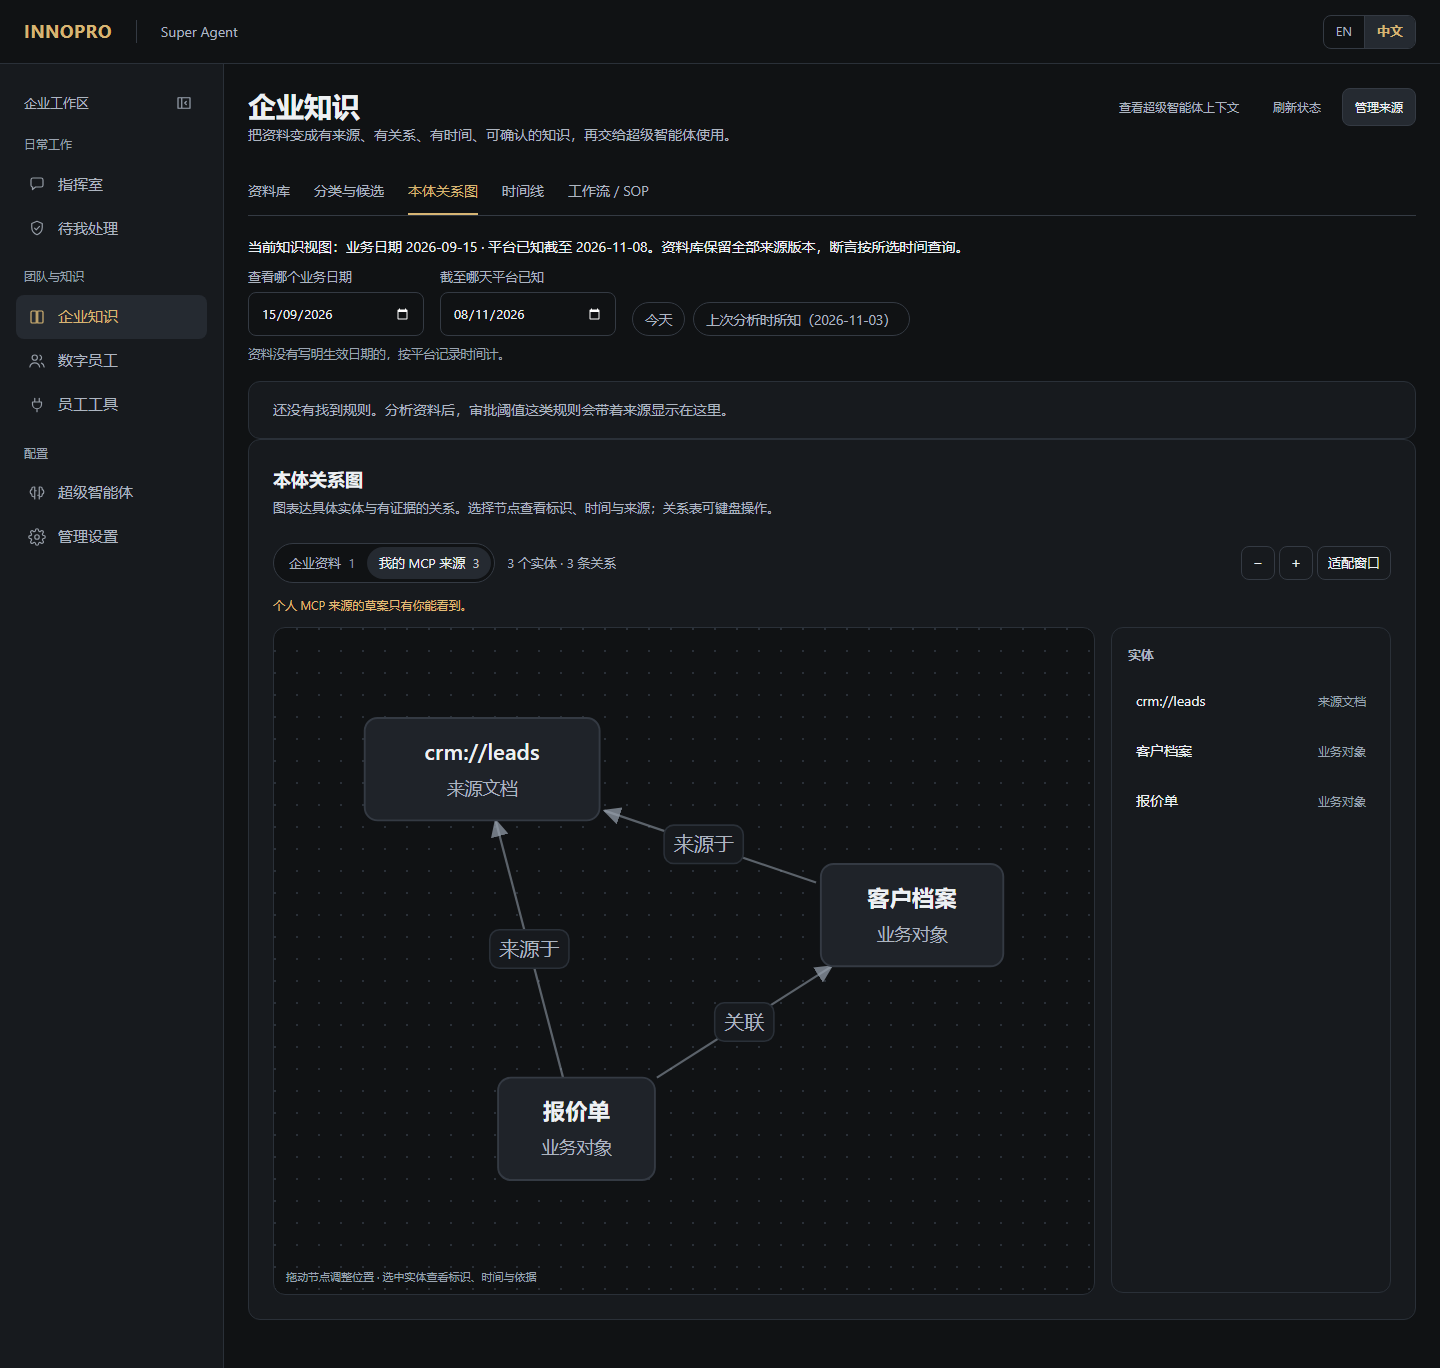 INNOPRO
Super Agent
EN
中文
企业工作区
日常工作
指挥室
待我处理
团队与知识
企业知识
数字员工
员工工具
配置
超级智能体
管理设置
企业知识
把资料变成有来源、有关系、有时间、可确认的知识，再交给超级智能体使用。
查看超级智能体上下文
刷新状态
管理来源
资料库
分类与候选
本体关系图
时间线
工作流 / SOP
当前知识视图：业务日期 2026-09-15 · 平台已知截至 2026-11-08。资料库保留全部来源版本，断言按所选时间查询。
查看哪个业务日期
截至哪天平台已知
15/09/2026
08/11/2026
今天
上次分析时所知（2026-11-03）
资料没有写明生效日期的，按平台记录时间计。
还没有找到规则。分析资料后，审批阈值这类规则会带着来源显示在这里。
本体关系图
图表达具体实体与有证据的关系。选择节点查看标识、时间与来源；关系表可键盘操作。
企业资料 1
我的 MCP 来源 3
3 个实体 · 3 条关系
−
+
适配窗口
个人 MCP 来源的草案只有你能看到。
crm://leads
来源文档
来源于
客户档案
业务对象
来源于
关联
报价单
业务对象
拖动节点调整位置 · 选中实体查看标识、时间与依据
实体
crm://leads
来源文档
客户档案
业务对象
报价单
业务对象